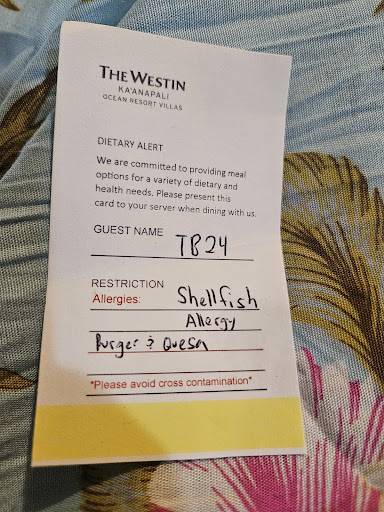 THE WESTIN
KA'ANAPALI
OCEAN RESORT VILLAS
DIETARY ALERT
We are committed to providing meal
options for a variety of dietary and
health needs. Please present this
card to your server when dining with us.
GUEST NAME TB24
RESTRICTION
Allergies: Shellfish
Allergy
Burger & Quesa
*Please avoid cross contamination*